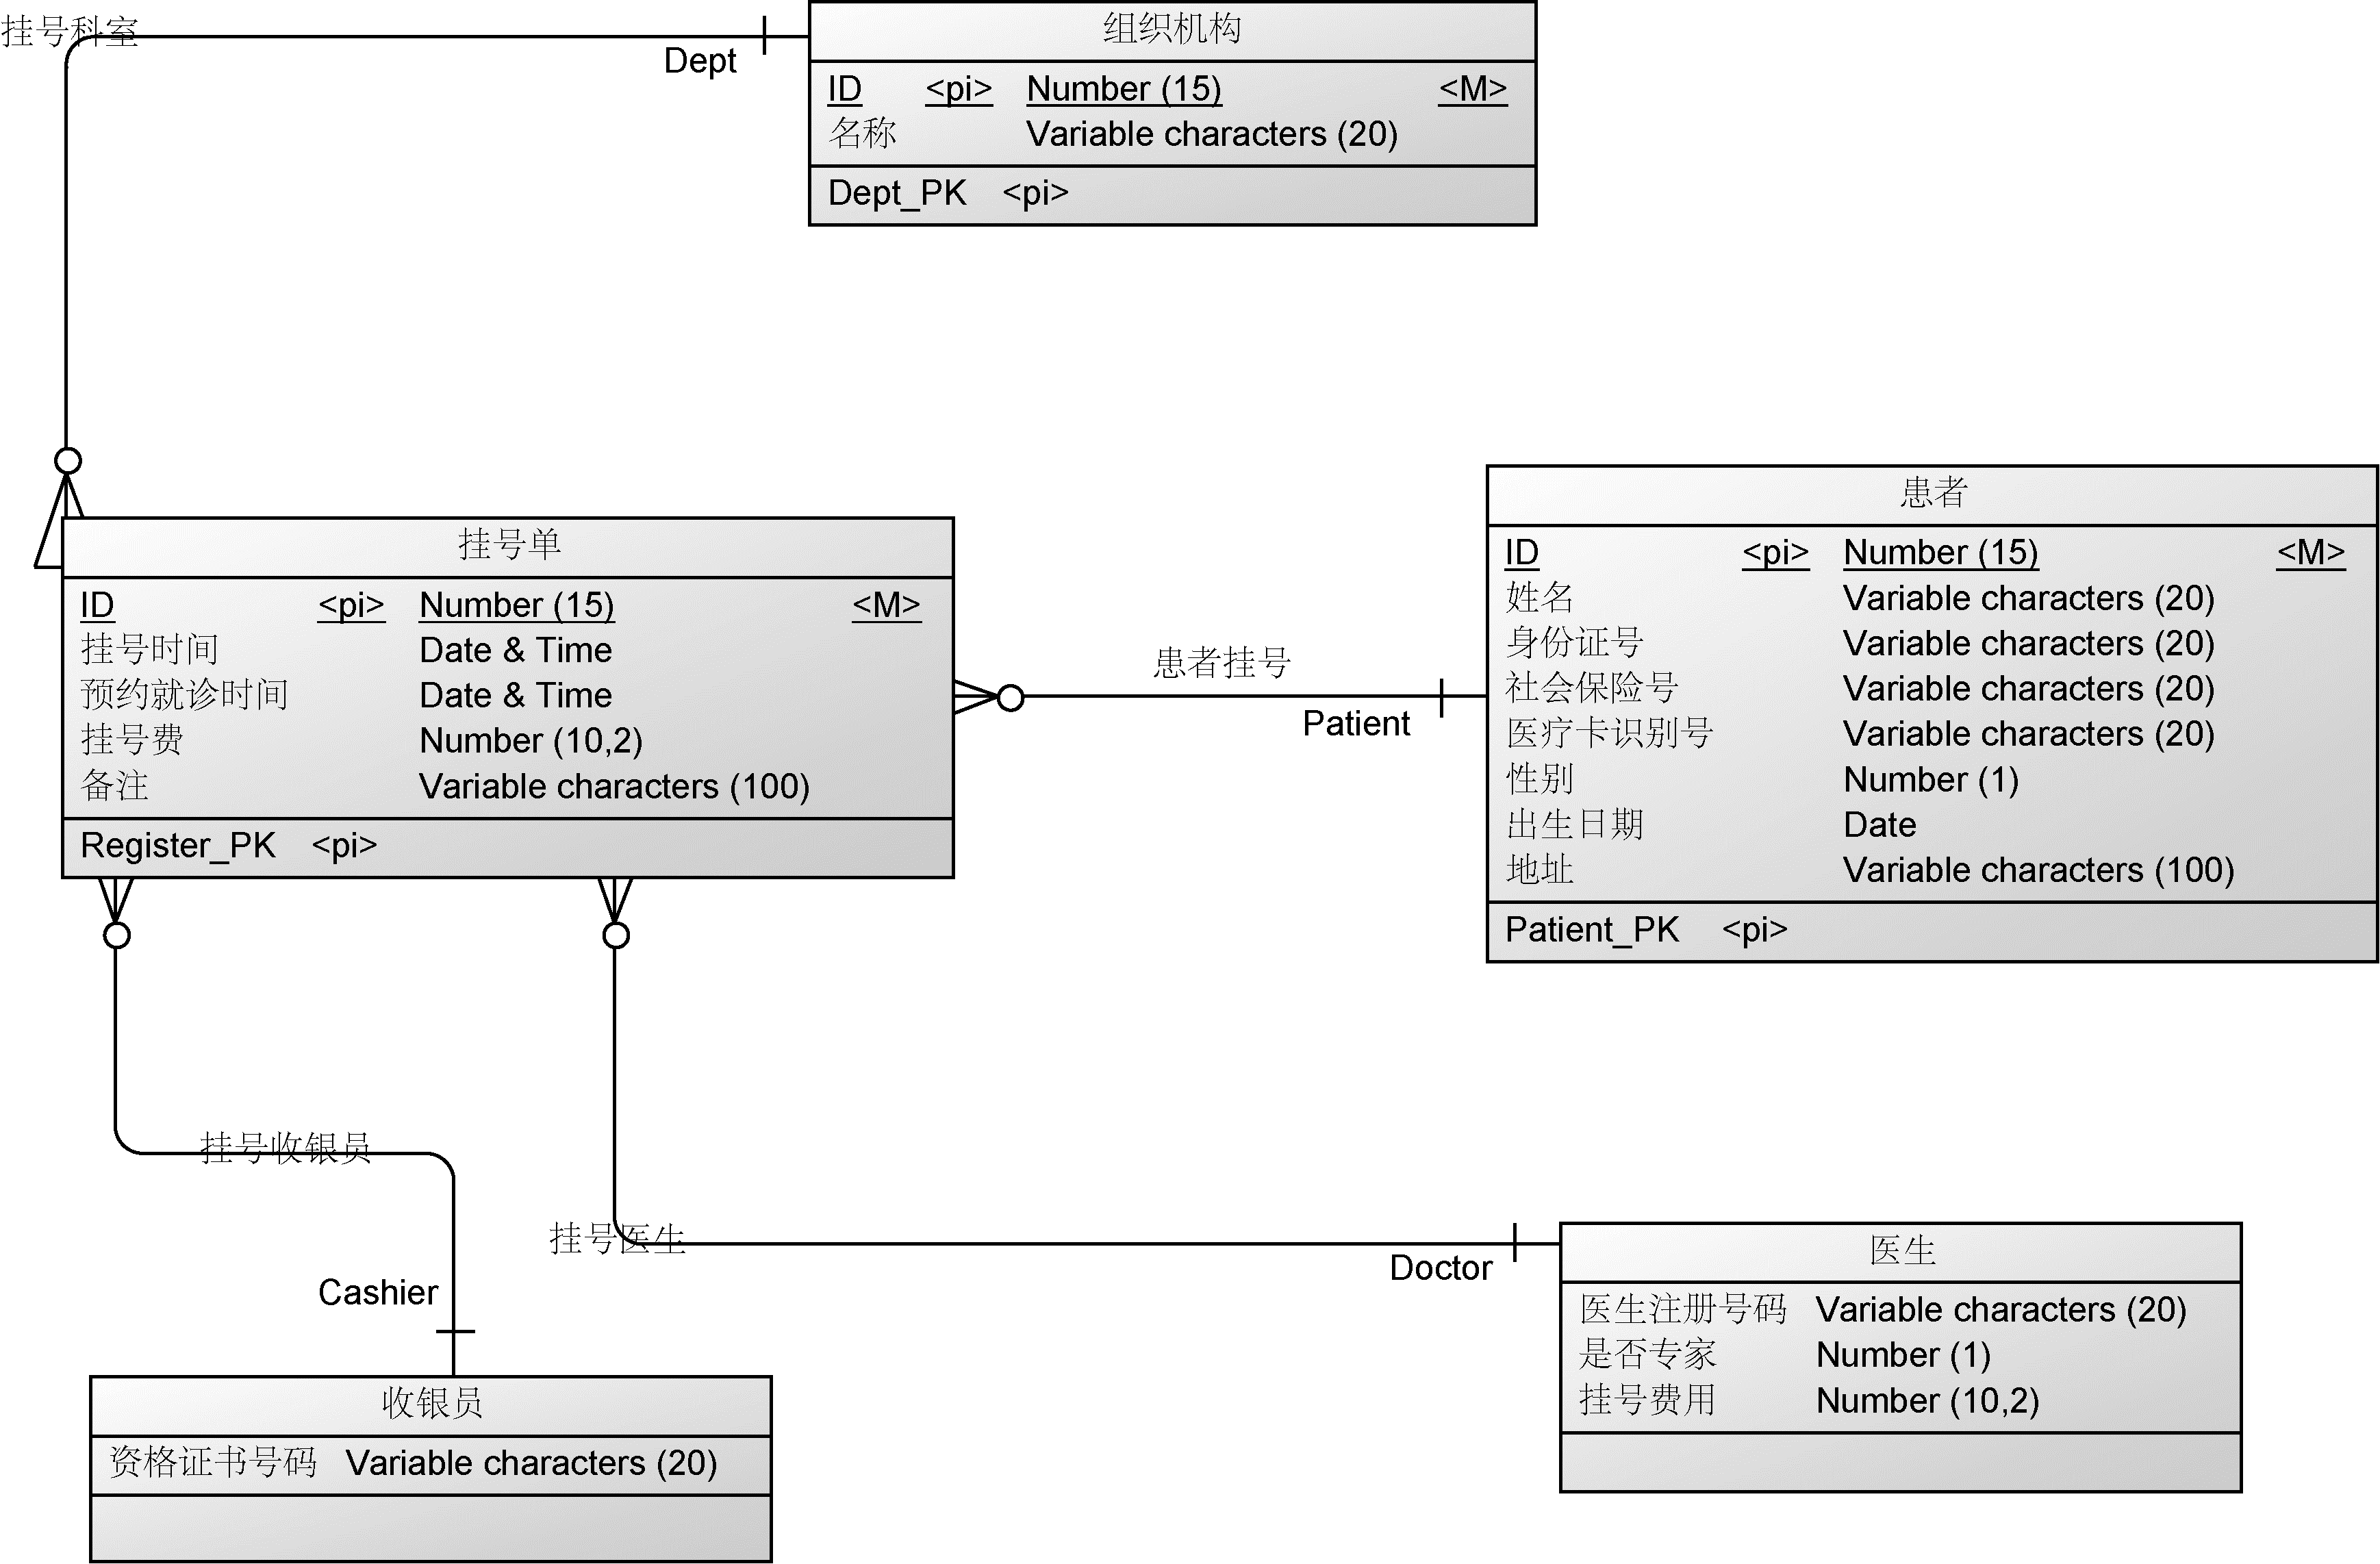 挂号科室
Dept
组织机构
ID <pi> Number (15) <M>
名称 Variable characters (20)
Dept_PK <pi>
挂号单
ID <pi> Number (15) <M>
挂号时间 Date & Time
预约就诊时间 Date & Time
挂号费 Number (10,2)
备注 Variable characters (100)
Register_PK <pi>
患者挂号
Patient
患者
ID <pi> Number (15) <M>
姓名 Variable characters (20)
身份证号 Variable characters (20)
社会保险号 Variable characters (20)
医疗卡识别号 Variable characters (20)
性别 Number (1)
出生日期 Date
地址 Variable characters (100)
Patient_PK <pi>
挂号收银员
Cashier
挂号医生
Doctor
收银员
资格证书号码 Variable characters (20)
医生
医生注册号码 Variable characters (20)
是否专家 Number (1)
挂号费用 Number (10,2)